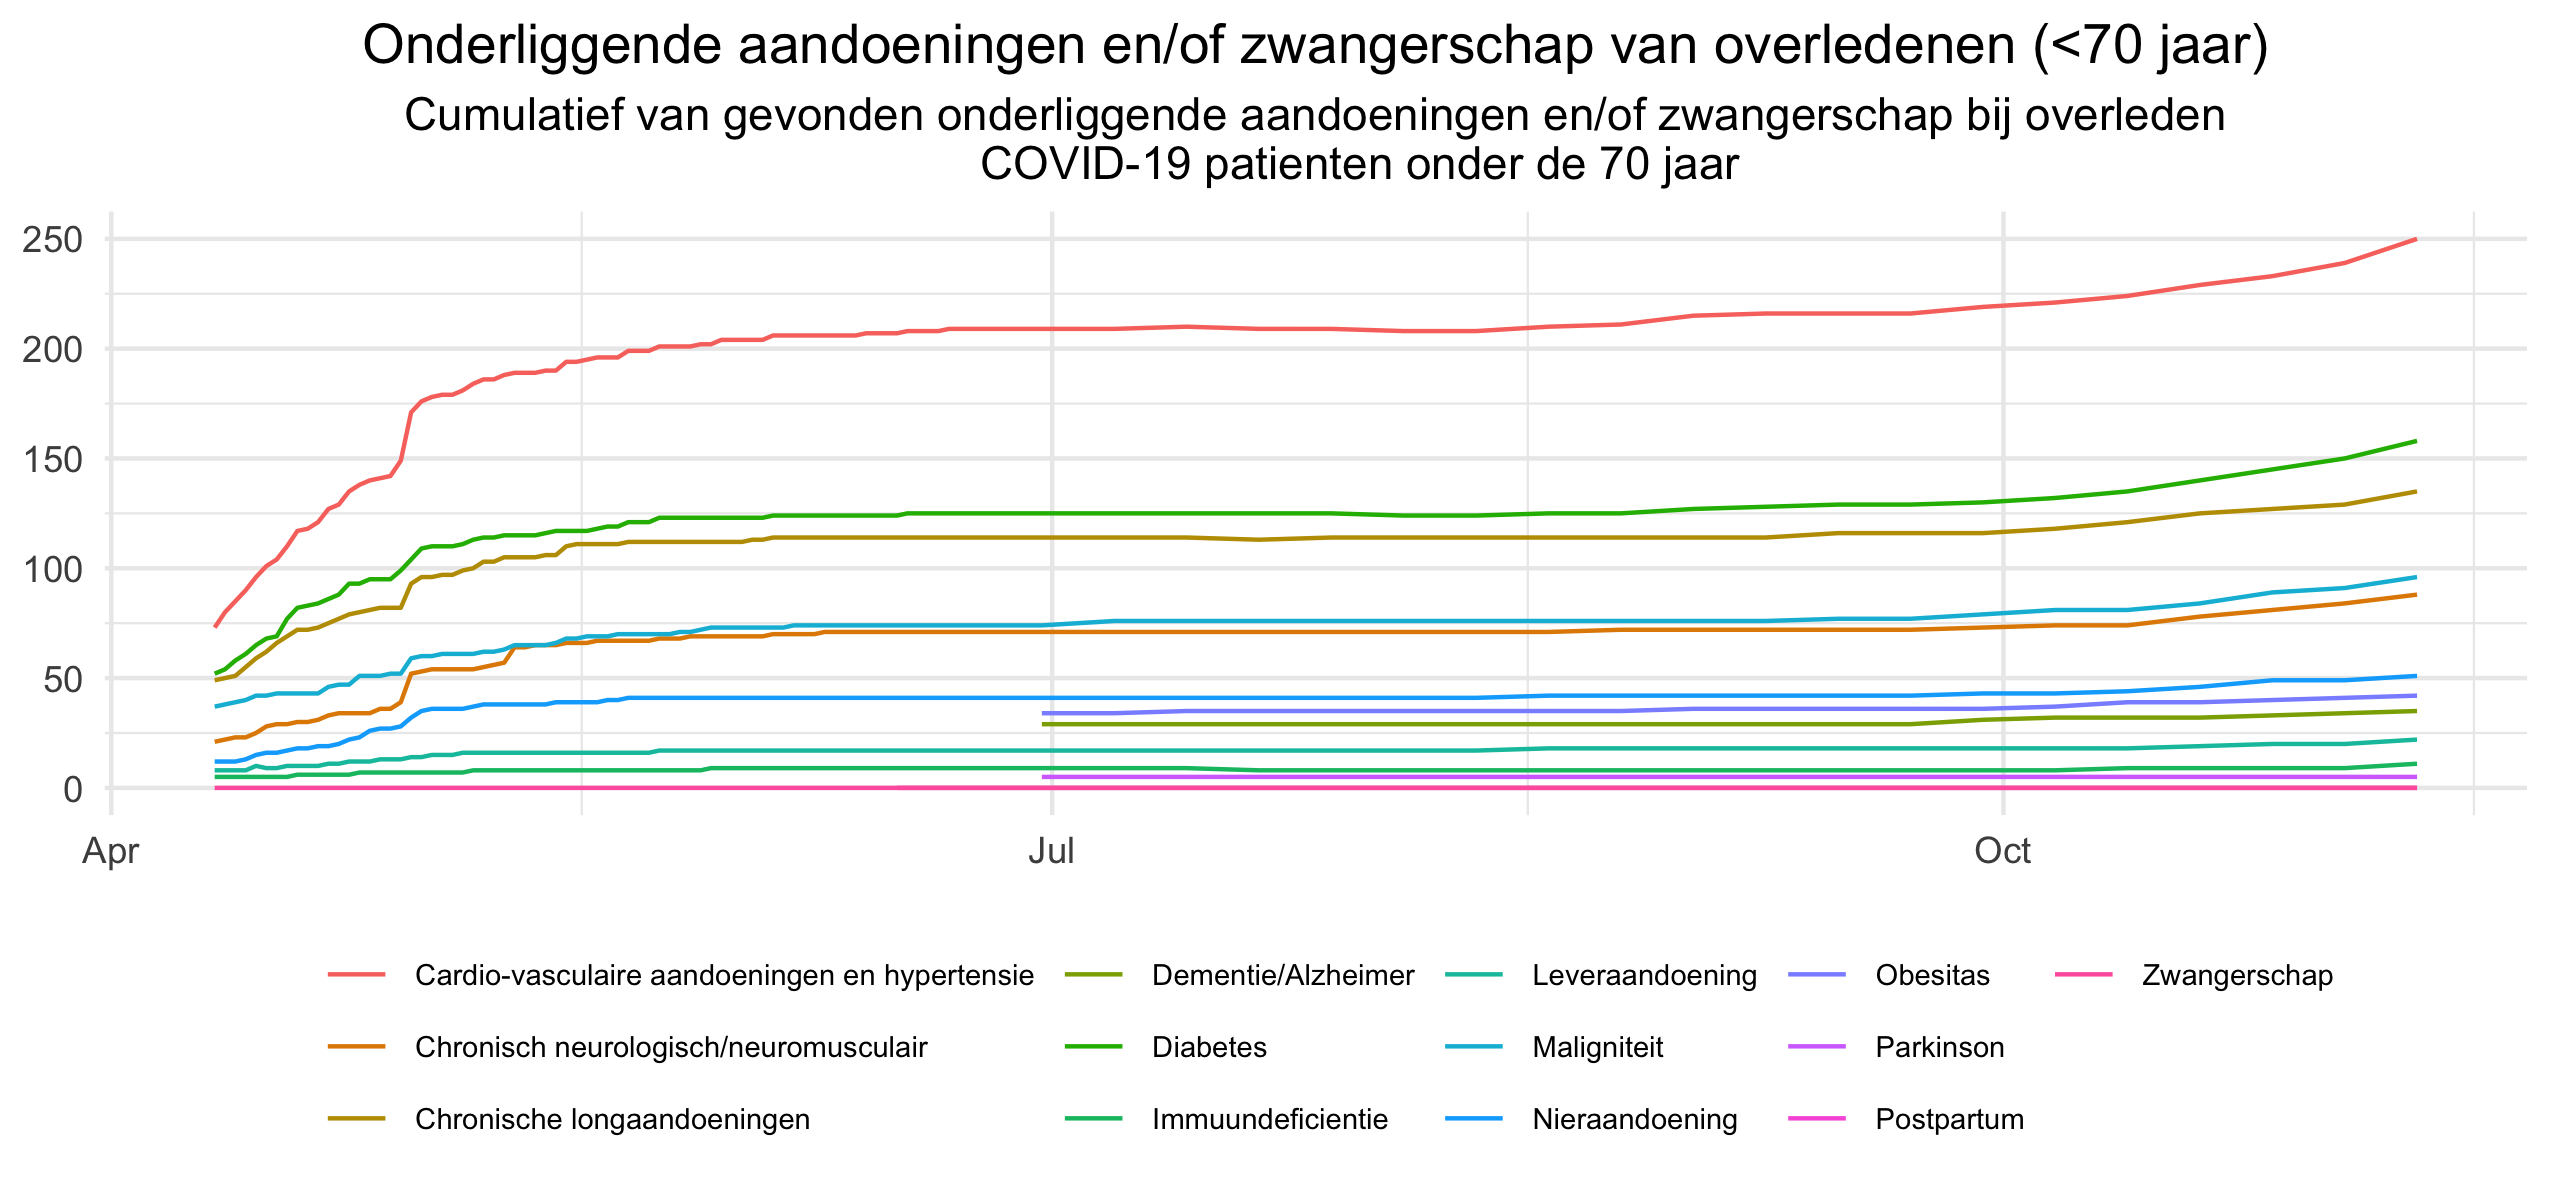 Onderliggende aandoeningen en/of zwangerschap van overledenen (<70 jaar)
Cumulatief van gevonden onderliggende aandoeningen en/of zwangerschap bij overleden
COVID-19 patienten onder de 70 jaar
250
200
150
100
50
0
Apr Jul Oct
Cardio-vasculaire aandoeningen en hypertensie Dementie/Alzheimer Leveraandoening Obesitas Zwangerschap
Chronisch neurologisch/neuromusculair Diabetes Maligniteit Parkinson
Chronische longaandoeningen Immuundeficientie Nieraandoening Postpartum